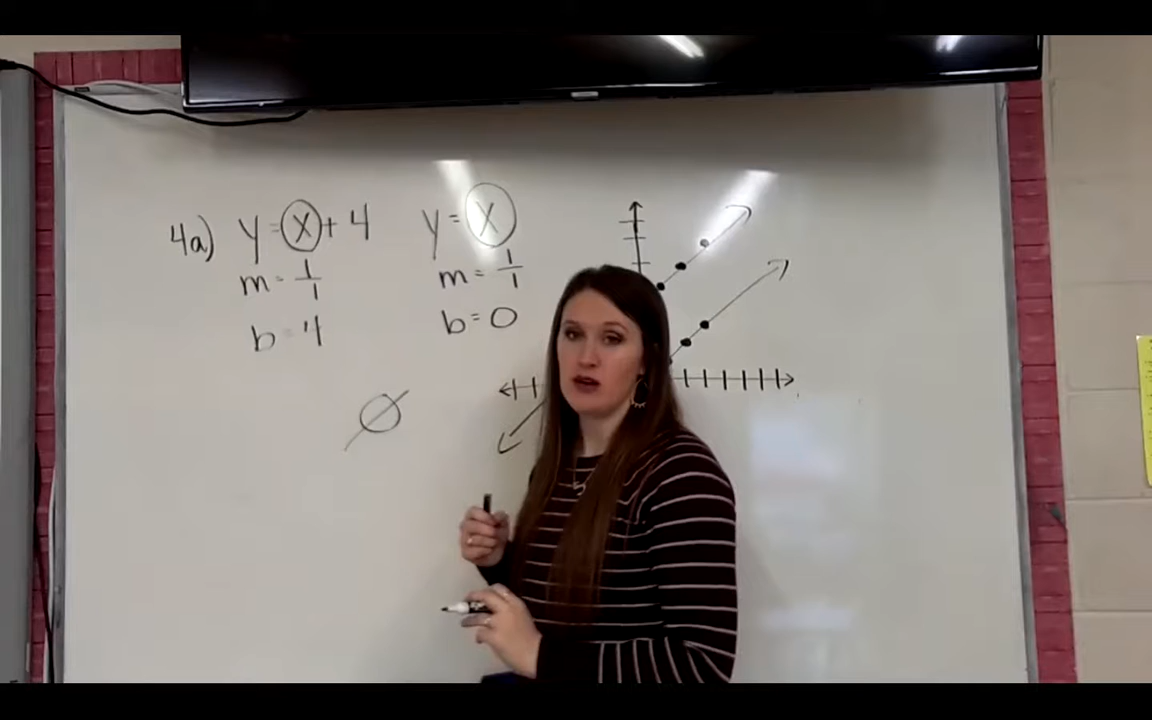 4a) y = x + 4
m = 1/1
b = 4
y = x
m = 1/1
b = 0
∅